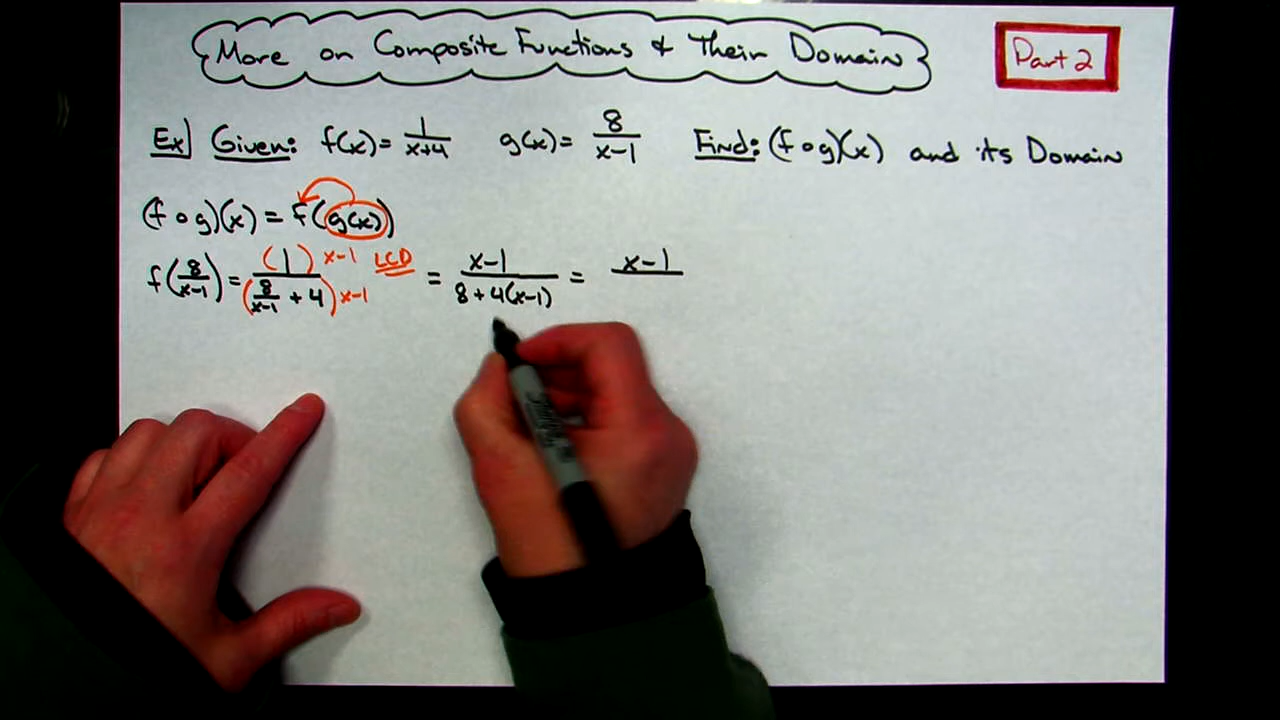 More on Composite Functions & Their Domain
Part 2
Ex] Given: f(x) = 1/(x+4) g(x) = 8/(x-1) Find: (f∘g)(x) and its Domain
(f∘g)(x) = f(g(x))
f(8/(x-1)) = (1) x-1 / (8/(x-1) + 4) x-1 LCD = x-1 / 8+4(x-1) = x-1